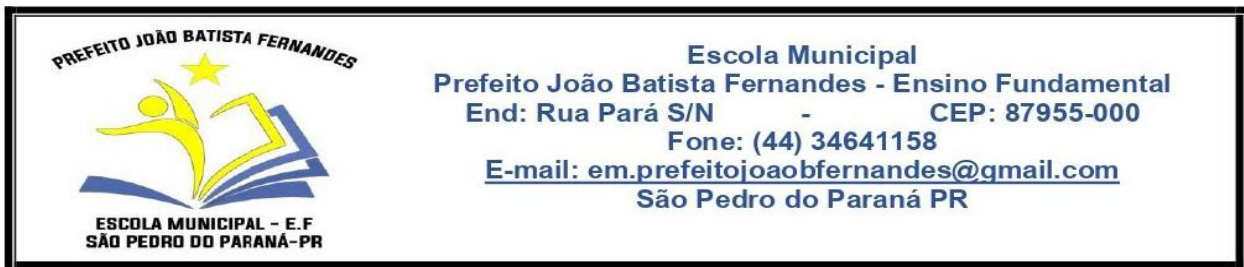 PREFEITO JOÃO BATISTA FERNANDES
ESCOLA MUNICIPAL - E.F
SÃO PEDRO DO PARANÁ-PR
Escola Municipal
Prefeito João Batista Fernandes - Ensino Fundamental
End: Rua Pará S/N - CEP: 87955-000
Fone: (44) 34641158
E-mail: em.prefeitojoaobfernandes@gmail.com
São Pedro do Paraná PR